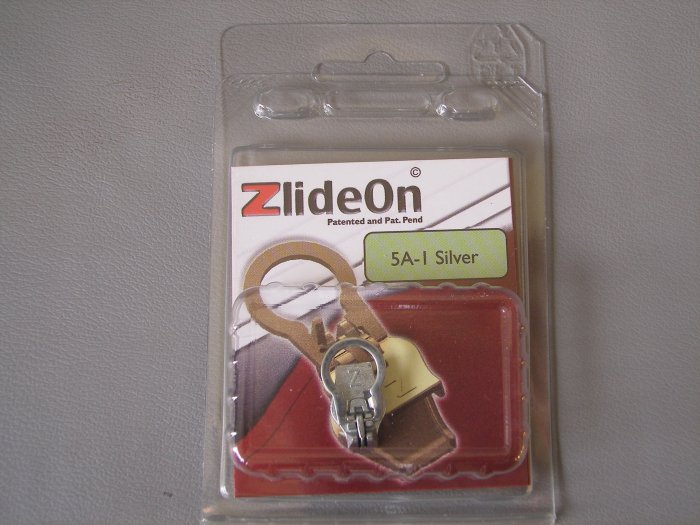 ©
ZlideOn
Patented and Pat. Pend
5A-1 Silver
Z